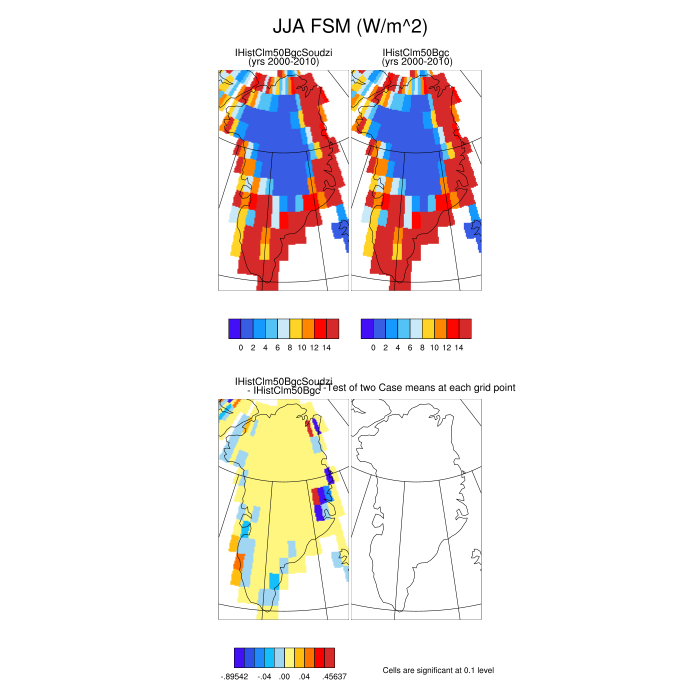 JJA FSM (W/m^2)
IHistClm50BgcSoudzi
(yrs 2000-2010)
IHistClm50Bgc
(yrs 2000-2010)
0 2 4 6 8 10 12 14
0 2 4 6 8 10 12 14
IHistClm50BgcSoudzi
- IHistClm50Bgc
T-Test of two Case means at each grid point
-.89542 -.04 .00 .04 .45637
Cells are significant at 0.1 level